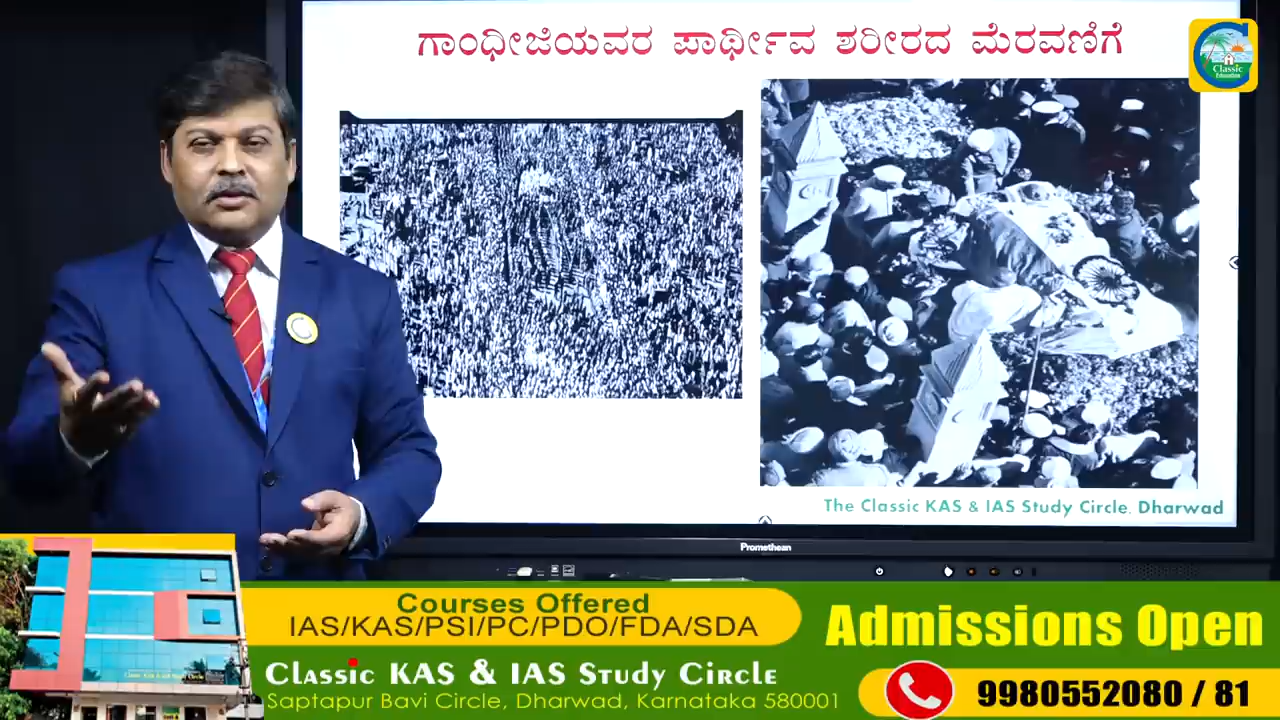 ಗಾಂಧೀಜಿಯವರ ಪಾರ್ಥೀವ ಶರೀರದ ಮೆರವಣಿಗೆ
Classic
Education
The Classic KAS & IAS Study Circle, Dharwad
Promethean
Courses Offered
IAS/KAS/PSI/PC/PDO/FDA/SDA
Classic KAS & IAS Study Circle
Saptapur Bavi Circle, Dharwad, Karnataka 580001
Admissions Open
9980552080 / 81